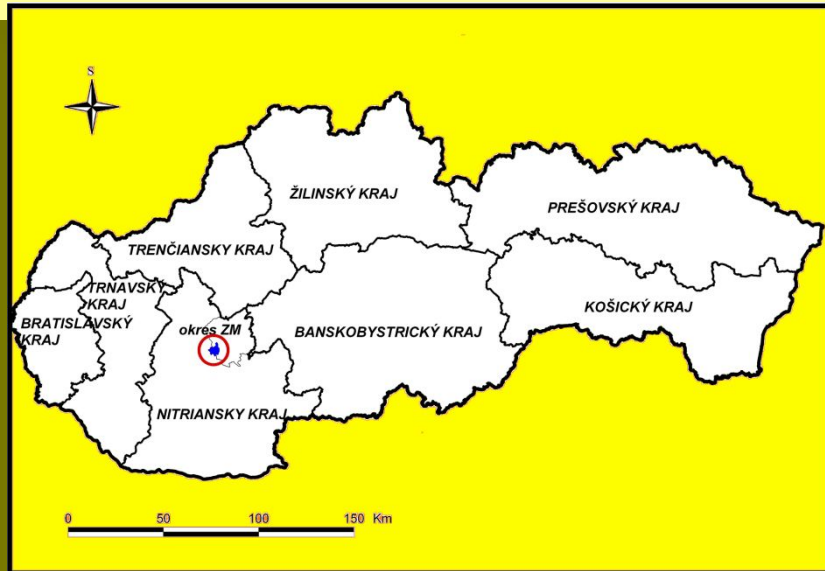 S
ŽILINSKÝ KRAJ
PREŠOVSKÝ KRAJ
TRENČIANSKY KRAJ
TRNAVSKÝ
KRAJ
KOŠICKÝ KRAJ
BRATISLAVSKÝ
KRAJ
okres ZM
BANSKOBYSTRICKÝ KRAJ
NITRIANSKY KRAJ
0 50 100 150 Km